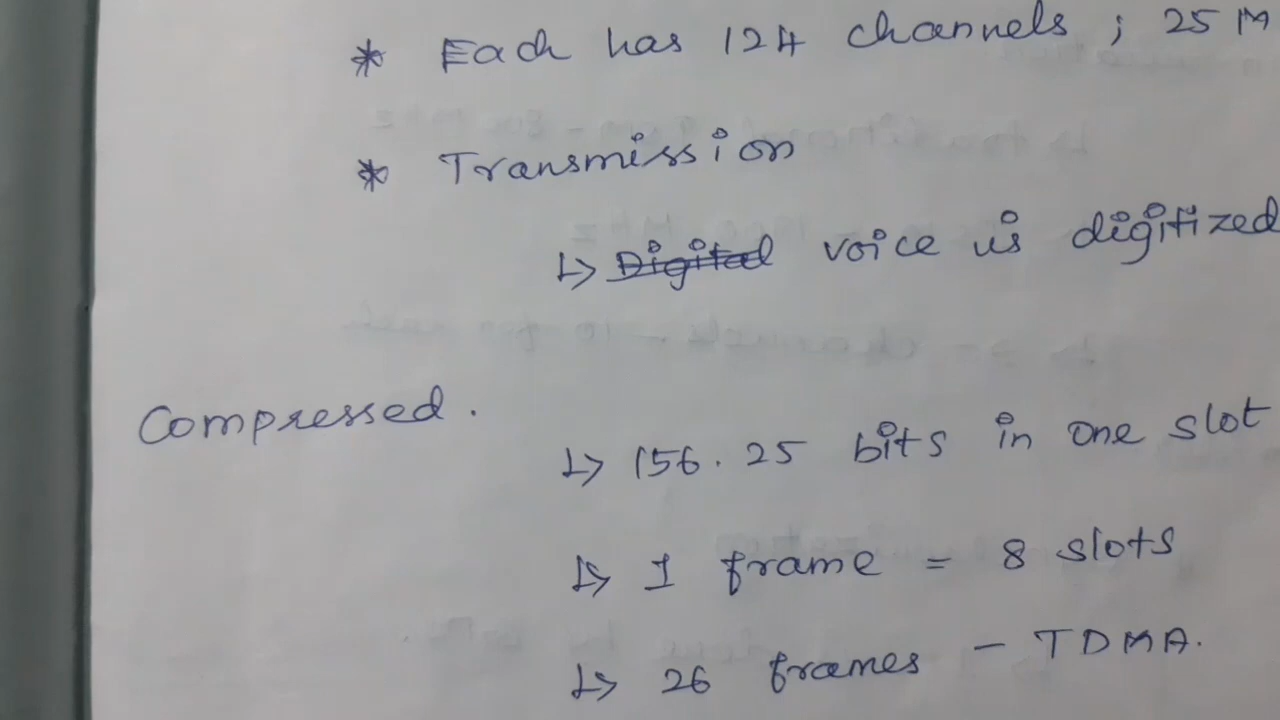 * Each has 124 channels ; 25 M
* Transmission
↳ Digital voice is digitized
Compressed.
↳ 156.25 bits in one slot
↳ 1 frame = 8 slots
↳ 26 frames - TDMA.